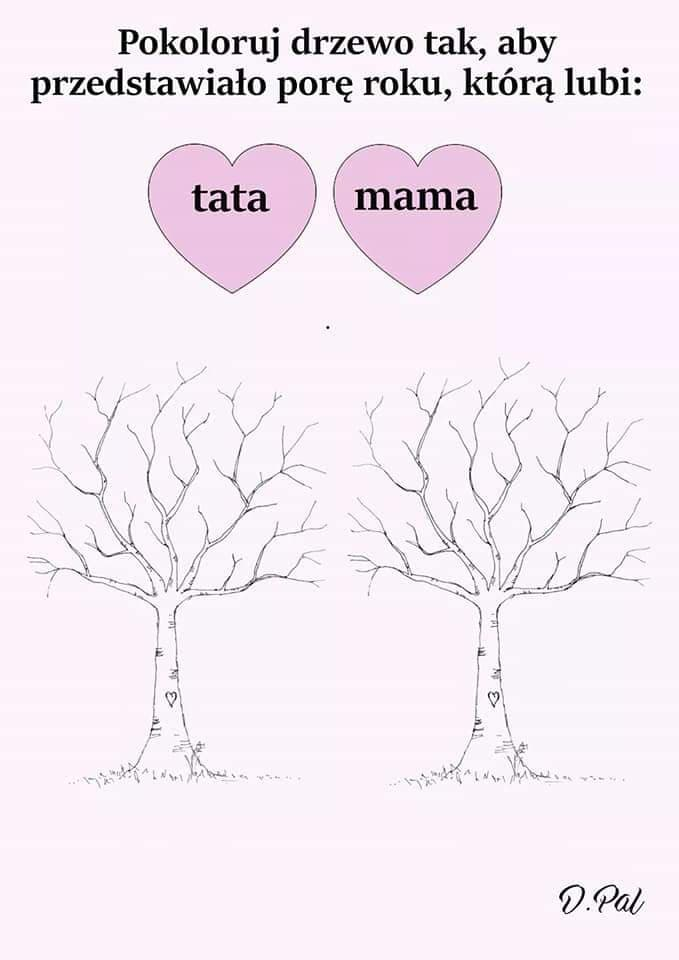 Pokoloruj drzewo tak, aby
przedstawiało porę roku, którą lubi:
tata
mama
D.Pal